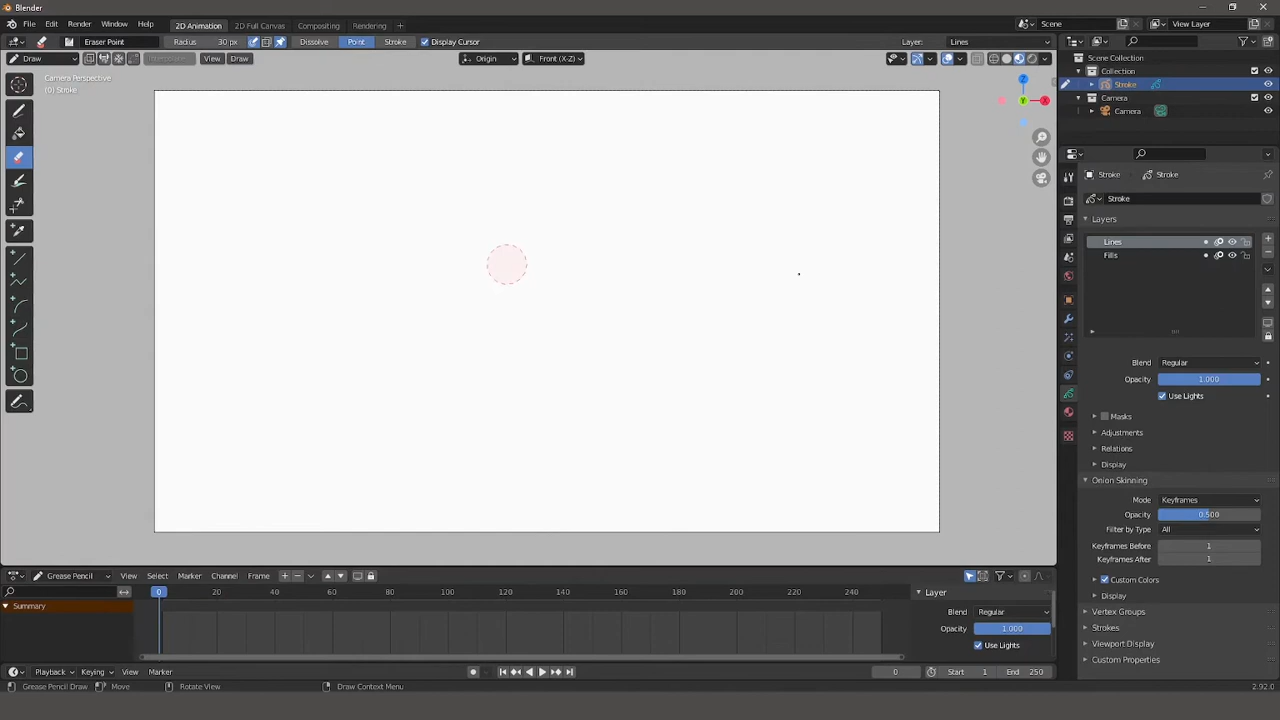 Blender
File Edit Render Window Help 2D Animation 2D Full Canvas Compositing Rendering + Scene View Layer
Eraser Point Radius 30 px Dissolve Point Stroke Display Cursor Layer: Lines
Draw View Draw Origin Front (X-Z)
Camera Perspective
(0) Stroke
Z
Y
X
Scene Collection
Collection
Stroke
Camera
Camera
Stroke Stroke
Stroke
Layers
Lines
Fills
Blend Regular
Opacity 1.000
Use Lights
Masks
Adjustments
Relations
Display
Onion Skinning
Mode Keyframes
Opacity 0.500
Filter by Type All
Keyframes Before 1
Keyframes After 1
Custom Colors
Display
Vertex Groups
Strokes
Viewport Display
Custom Properties
Grease Pencil View Select Marker Channel Frame
0 20 40 60 80 100 120 140 160 180 200 220 240
Summary
Layer
Blend Regular
Opacity 1.000
Use Lights
Playback Keying View Marker 0 Start 1 End 250
Grease Pencil Draw Move Rotate View Draw Context Menu 2.92.0